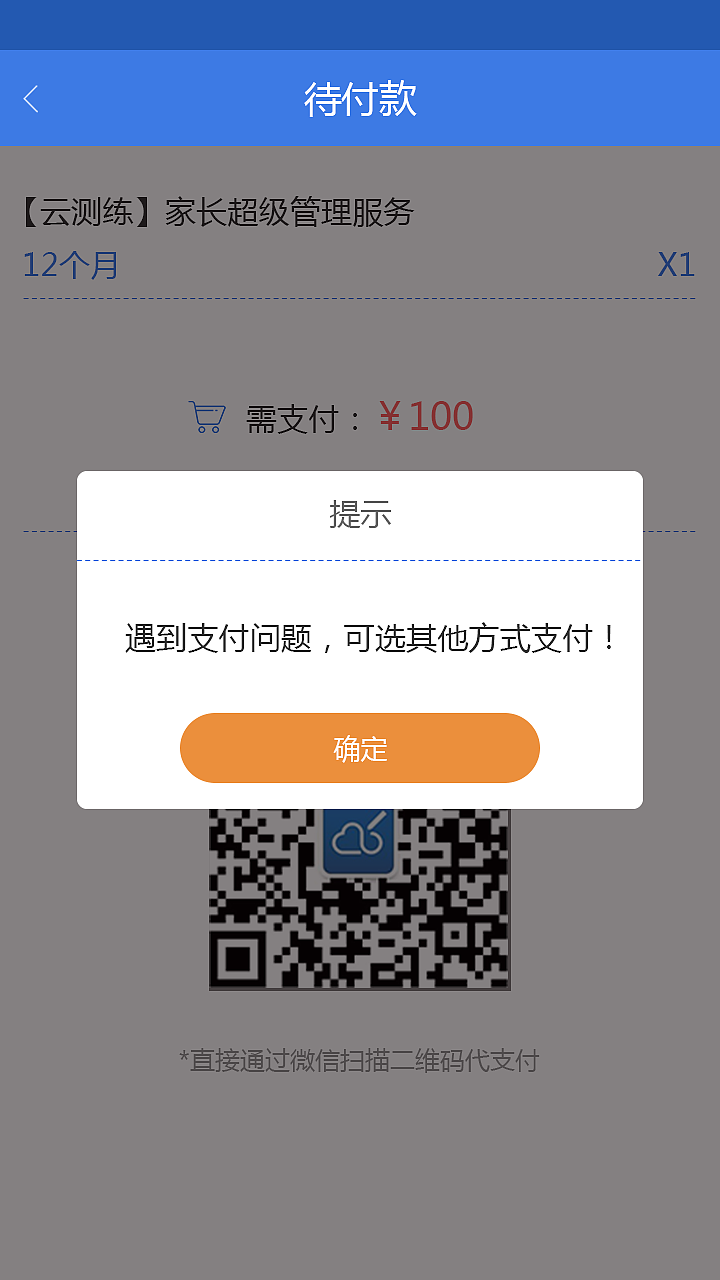 待付款
【云测练】家长超级管理服务
12个月 X1
需支付：￥100
提示
遇到支付问题，可选其他方式支付！
确定
*直接通过微信扫描二维码代支付